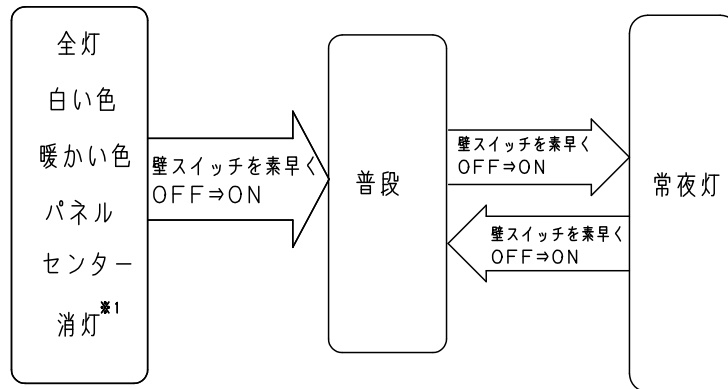 全灯
白い色
暖かい色
パネル
センター
消灯※1
壁スイッチを素早く
OFF⇒ON
普段
壁スイッチを素早く
OFF⇒ON
壁スイッチを素早く
OFF⇒ON
常夜灯